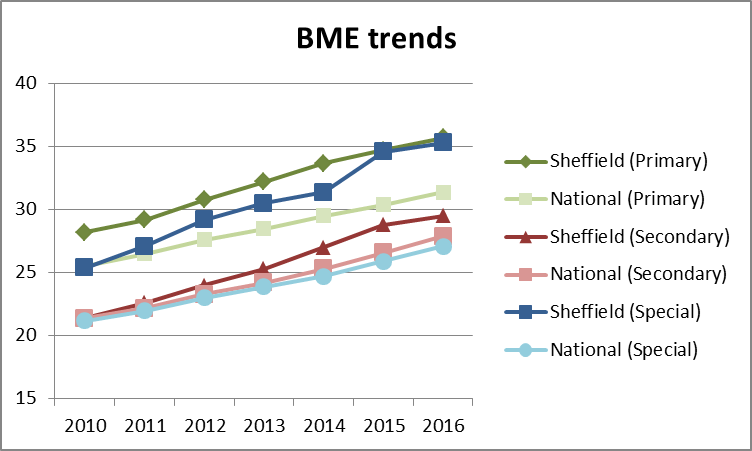 BME trends
40
35
30
25
20
15
2010 2011 2012 2013 2014 2015 2016
Sheffield (Primary)
National (Primary)
Sheffield (Secondary)
National (Secondary)
Sheffield (Special)
National (Special)